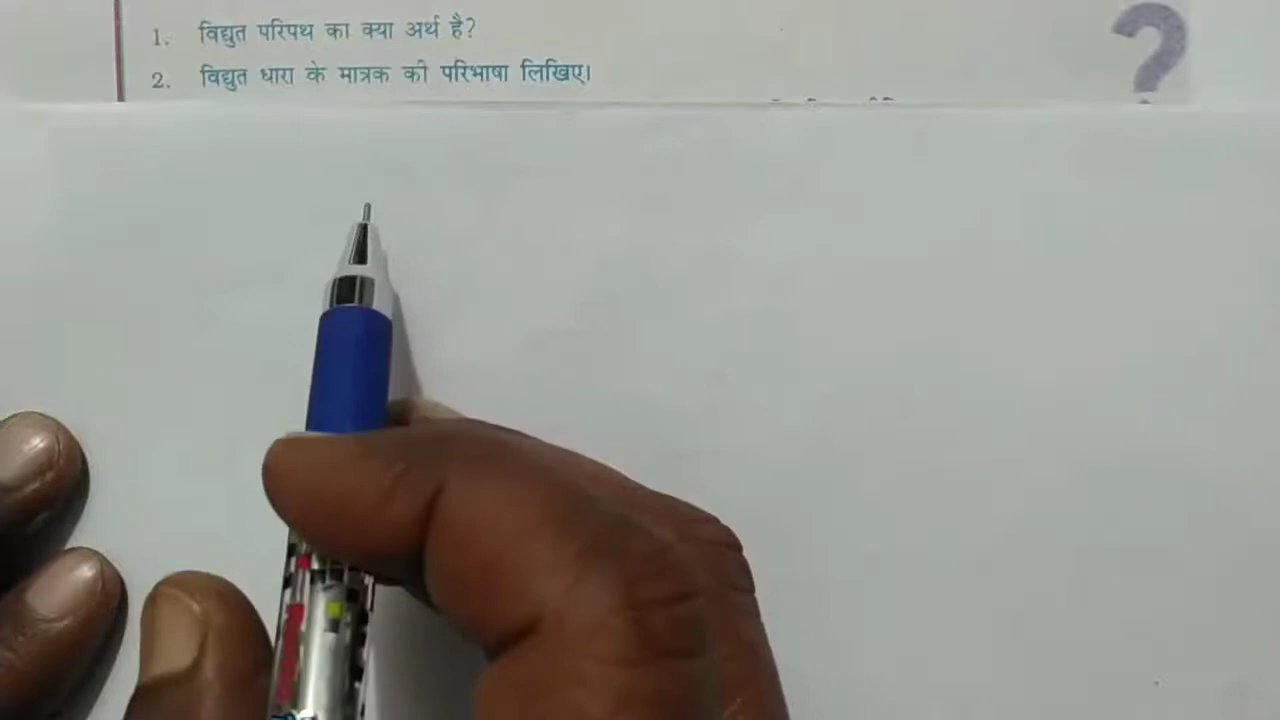 1. विद्युत परिपथ का क्या अर्थ है?
2. विद्युत धारा के मात्रक की परिभाषा लिखिए।
?